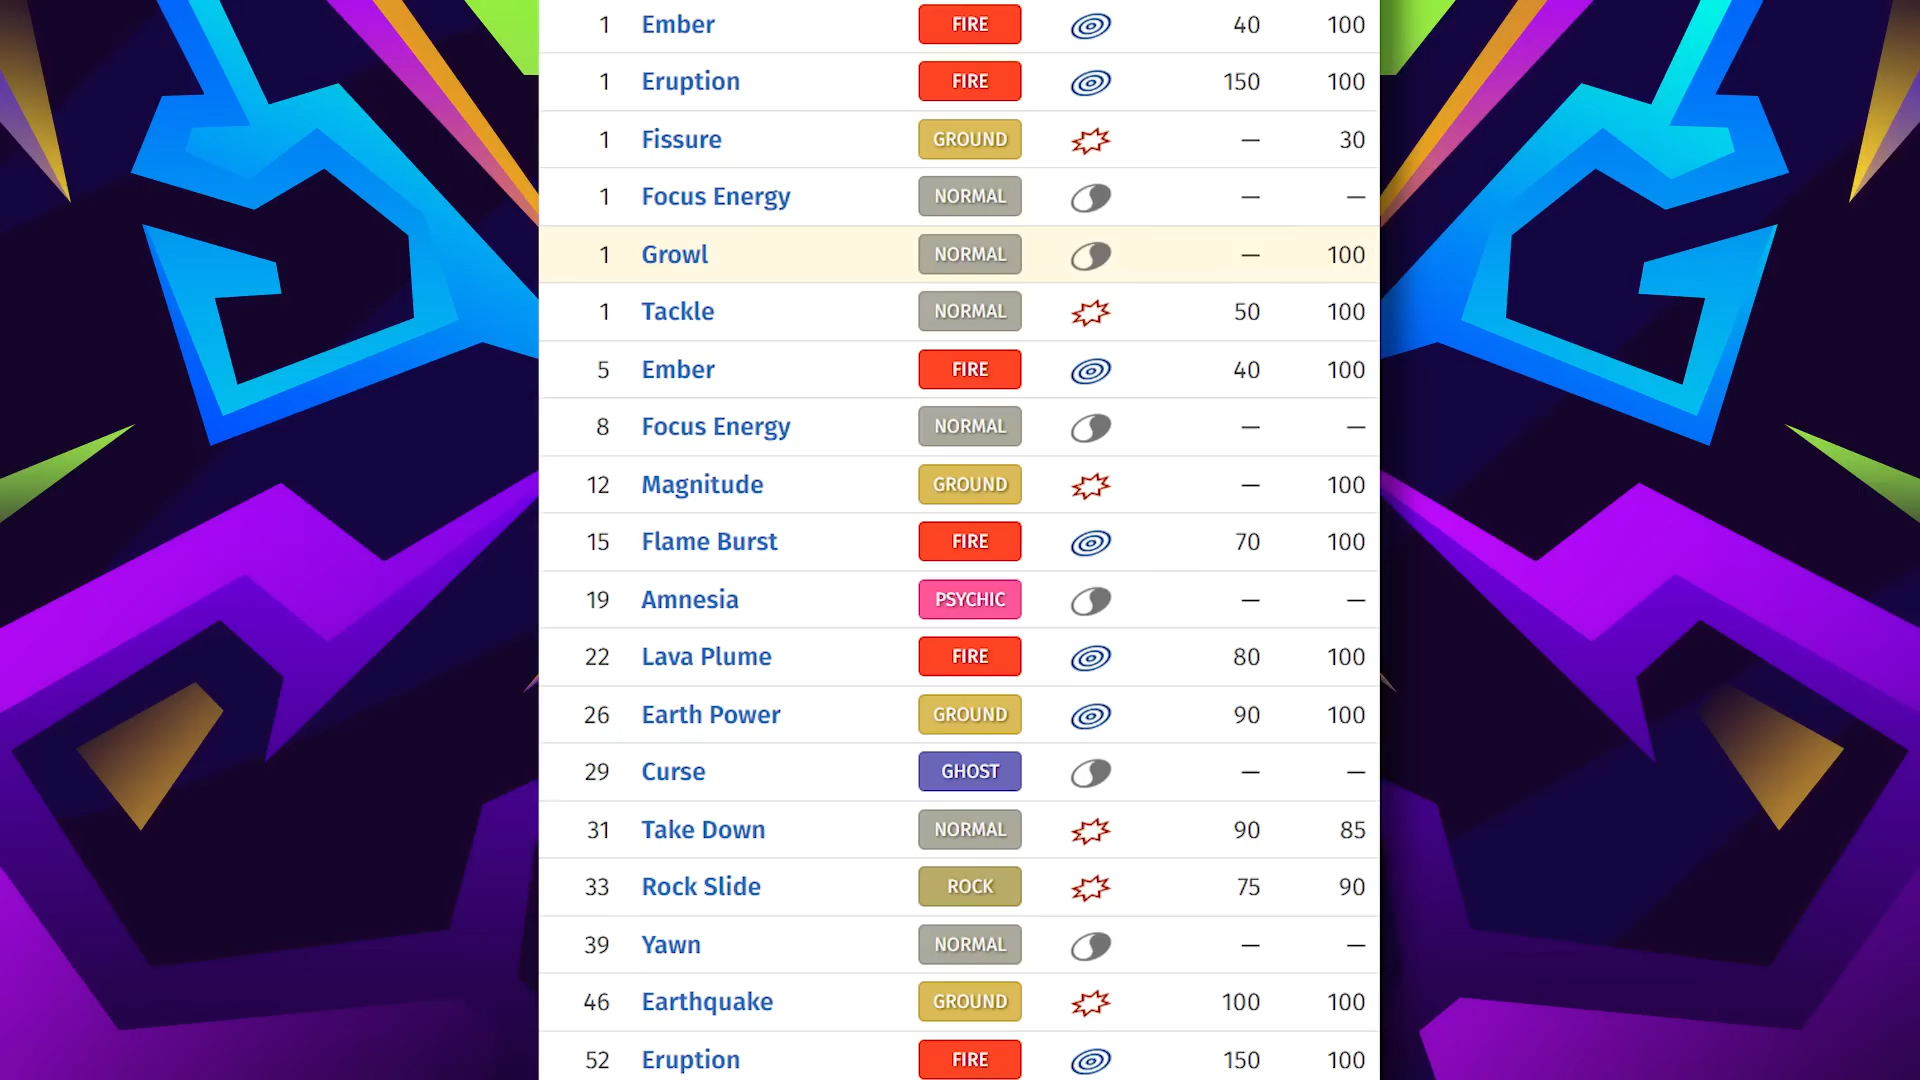 1 Ember FIRE 40 100
1 Eruption FIRE 150 100
1 Fissure GROUND — 30
1 Focus Energy NORMAL — —
1 Growl NORMAL — 100
1 Tackle NORMAL 50 100
5 Ember FIRE 40 100
8 Focus Energy NORMAL — —
12 Magnitude GROUND — 100
15 Flame Burst FIRE 70 100
19 Amnesia PSYCHIC — —
22 Lava Plume FIRE 80 100
26 Earth Power GROUND 90 100
29 Curse GHOST — —
31 Take Down NORMAL 90 85
33 Rock Slide ROCK 75 90
39 Yawn NORMAL — —
46 Earthquake GROUND 100 100
52 Eruption FIRE 150 100